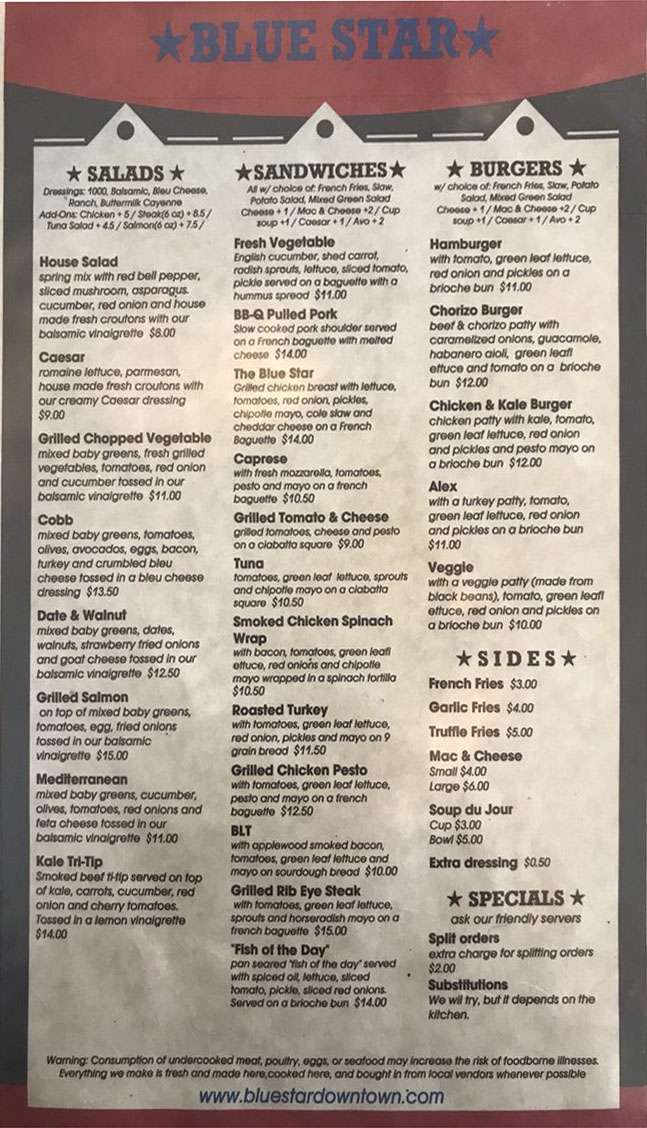 ★BLUE STAR★
★ SALADS ★
Dressings: 1000, Balsamic, Bleu Cheese,
Ranch, Buttermilk Cayenne
Add-Ons: Chicken + 5 / Steak(6 oz) + 8.5 /
Tuna Salad + 4.5 / Salmon(6 oz) + 7.5 /
House Salad
spring mix with red bell pepper,
sliced mushroom, asparagus.
cucumber, red onion and house
made fresh croutons with our
balsamic vinaigrette $8.00
Caesar
romaine lettuce, parmesan,
house made fresh croutons with
our creamy Caesar dressing
$9.00
Grilled Chopped Vegetable
mixed baby greens, fresh grilled
vegetables, tomatoes, red onion
and cucumber tossed in our
balsamic vinaigrette $11.00
Cobb
mixed baby greens, tomatoes,
olives, avocados, eggs, bacon,
turkey and crumbled bleu
cheese tossed in a bleu cheese
dressing $13.50
Date & Walnut
mixed baby greens, dates,
walnuts, strawberry fried onions
and goat cheese tossed in our
balsamic vinaigrette $12.50
Grilled Salmon
on top of mixed baby greens,
tomatoes, egg, fried onions
tossed in our balsamic
vinaigrette $15.00
Mediterranean
mixed baby greens, cucumber,
olives, tomatoes, red onions and
feta cheese tossed in our
balsamic vinaigrette $11.00
Kale Tri-Tip
Smoked beef ti-tip served on top
of kale, carrots, cucumber, red
onion and cherry tomatoes.
Tossed in a lemon vinaigrette
$14.00
★SANDWICHES★
All w/ choice of: French Fries, Slaw,
Potato Salad, Mixed Green Salad
Cheese + 1 / Mac & Cheese +2 / Cup
soup +1 / Caesar + 1 / Avo + 2
Fresh Vegetable
English cucumber, shed carrot,
radish sprouts, lettuce, sliced tomato,
pickle served on a baguette with a
hummus spread $11.00
BB-Q Pulled Pork
Slow cooked pork shoulder served
on a French baguette with melted
cheese $14.00
The Blue Star
Grilled chicken breast with lettuce,
tomatoes, red onion, pickles,
chipotle mayo, cole slaw and
cheddar cheese on a French
Baguette $14.00
Caprese
with fresh mozzarella, tomatoes,
pesto and mayo on a french
baguette $10.50
Grilled Tomato & Cheese
grilled tomatoes, cheese and pesto
on a ciabatta square $9.00
Tuna
tomatoes, green leaf lettuce, sprouts
and chipotle mayo on a ciabatta
square $10.50
Smoked Chicken Spinach
Wrap
with bacon, tomatoes, green leafl
ettuce, red onions and chipotle
mayo wrapped in a spinach tortilla
$10.50
Roasted Turkey
with tomatoes, green leaf lettuce,
red onion, pickles and mayo on 9
grain bread $11.50
Grilled Chicken Pesto
with tomatoes, green leaf lettuce,
pesto and mayo on a french
baguette $12.50
BLT
with applewood smoked bacon,
tomatoes, green leaf lettuce and
mayo on sourdough bread $10.00
Grilled Rib Eye Steak
with tomatoes, green leaf lettuce,
sprouts and horseradish mayo on a
french baguette $15.00
"Fish of the Day"
pan seared "fish of the day" served
with spiced oil, lettuce, sliced
tomato, pickle, sliced red onions.
Served on a brioche bun $14.00
★ BURGERS ★
w/ choice of: French Fries, Slaw, Potato
Salad, Mixed Green Salad
Cheese + 1 / Mac & Cheese +2 / Cup
soup +1 / Caesar + 1 / Avo + 2
Hamburger
with tomato, green leaf lettuce,
red onion and pickles on a
brioche bun $11.00
Chorizo Burger
beef & chorizo patty with
caramelized onions, guacamole,
habanero aioli, green leafl
ettuce and tomato on a brioche
bun $12.00
Chicken & Kale Burger
chicken patty with kale, tomato,
green leaf lettuce, red onion
and pickles and pesto mayo on
a brioche bun $12.00
Alex
with a turkey patty, tomato,
green leaf lettuce, red onion
and pickles on a brioche bun
$11.00
Veggie
with a veggie patty (made from
black beans), tomato, green leafl
ettuce, red onion and pickles on
a brioche bun $10.00
★SIDES★
French Fries $3.00
Garlic Fries $4.00
Truffle Fries $5.00
Mac & Cheese
Small $4.00
Large $6.00
Soup du Jour
Cup $3.00
Bowl $5.00
Extra dressing $0.50
★ SPECIALS ★
ask our friendly servers
Split orders
extra charge for splitting orders
$2.00
Substitutions
We wil try, but it depends on the
kitchen.
Warning: Consumption of undercooked meat, poultry, eggs, or seafood may increase the risk of foodborne illnesses.
Everything we make is fresh and made here,cooked here, and bought in from local vendors whenever possible
www.bluestardowntown.com